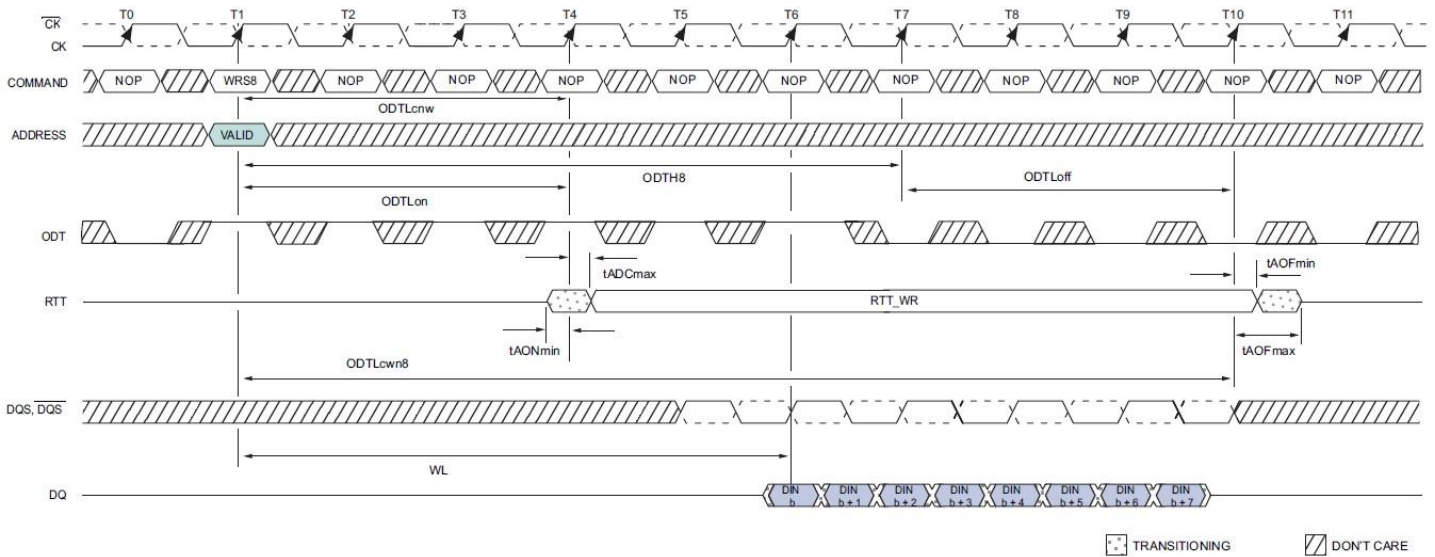 T0 T1 T2 T3 T4 T5 T6 T7 T8 T9 T10 T11
CK
CK
COMMAND NOP WRS8 NOP NOP NOP NOP NOP NOP NOP NOP NOP NOP
ODTLcnw
ADDRESS VALID
ODTH8
ODTLoff
ODTLon
ODT
tADCmax tAOFmin
RTT RTT_WR
tAONmin tAOFmax
ODTLcwn8
DQS, DQS
WL
DQ DIN b DIN b + 1 DIN b + 2 DIN b + 3 DIN b + 4 DIN b + 5 DIN b + 6 DIN b + 7
TRANSITIONING DON'T CARE